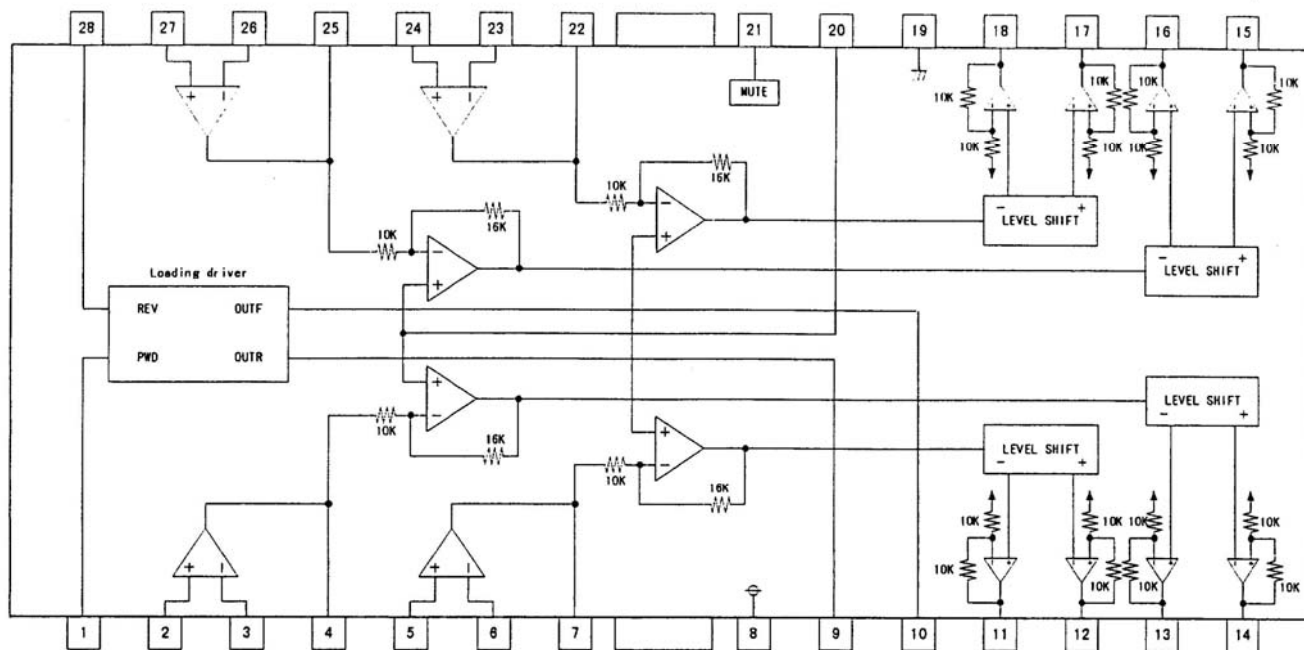 28 27 26 25 24 23 22 21 20 19 18 17 16 15
MUTE
+ −
+ −
10K 10K 10K 10K
10K 10K 10K 10K
16K
10K
−
+
− +
LEVEL SHIFT
16K
10K
−
+
− +
LEVEL SHIFT
Loading driver
REV OUTF
PWD OUTR
+
−
10K
16K
LEVEL SHIFT
− +
+
−
10K
16K
LEVEL SHIFT
− +
10K 10K 10K 10K
10K 10K 10K 10K
+ −
+ −
1 2 3 4 5 6 7 8 9 10 11 12 13 14